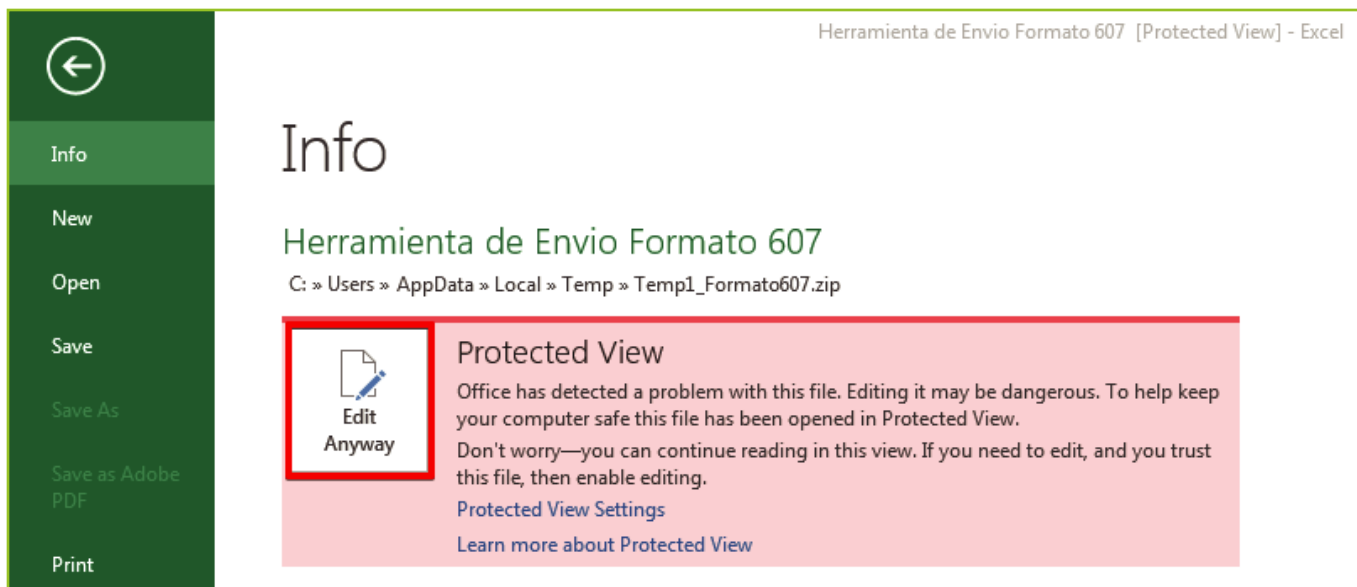 Herramienta de Envio Formato 607 [Protected View] - Excel
Info
New
Open
Save
Save As
Save as Adobe
PDF
Print
Info
Herramienta de Envio Formato 607
C: » Users » AppData » Local » Temp » Temp1_Formato607.zip
Edit
Anyway
Protected View
Office has detected a problem with this file. Editing it may be dangerous. To help keep
your computer safe this file has been opened in Protected View.
Don't worry—you can continue reading in this view. If you need to edit, and you trust
this file, then enable editing.
Protected View Settings
Learn more about Protected View